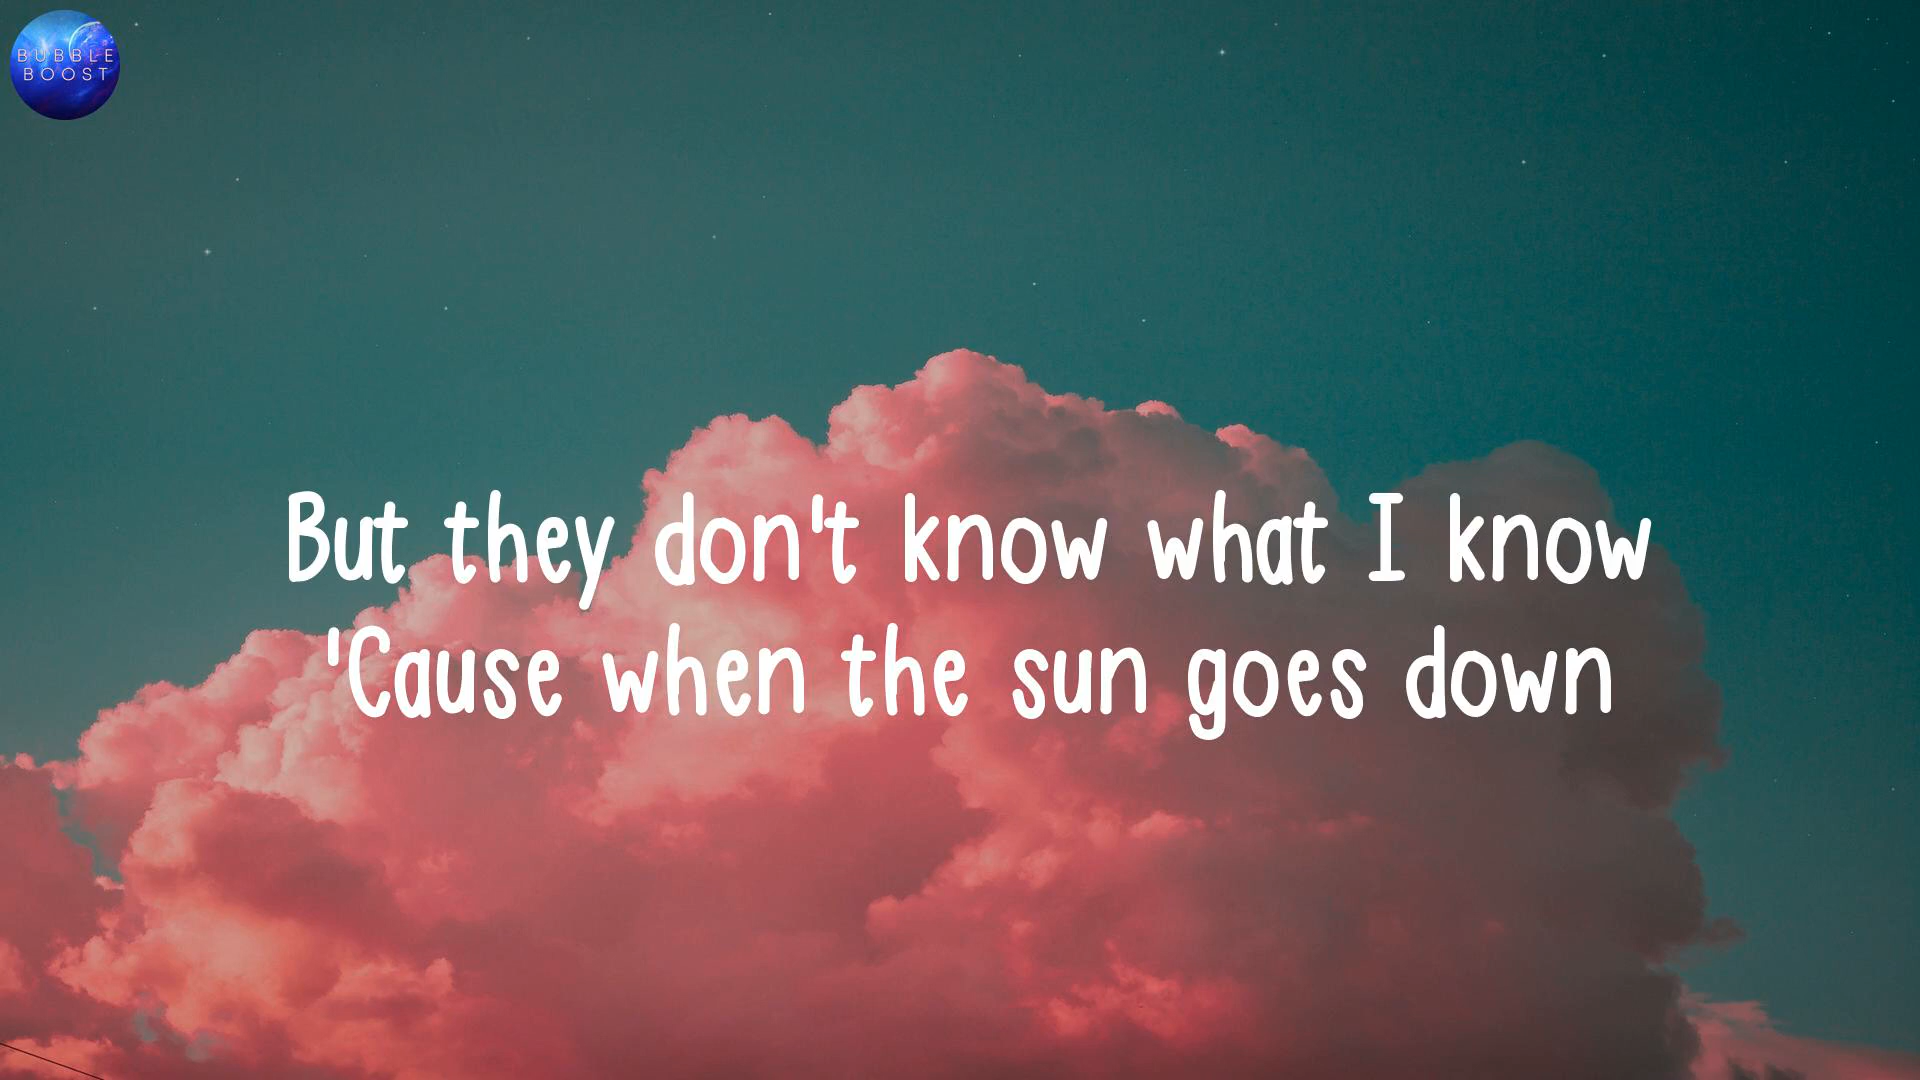 BUBBLE
BOOST
But they don't know what I know
'Cause when the sun goes down